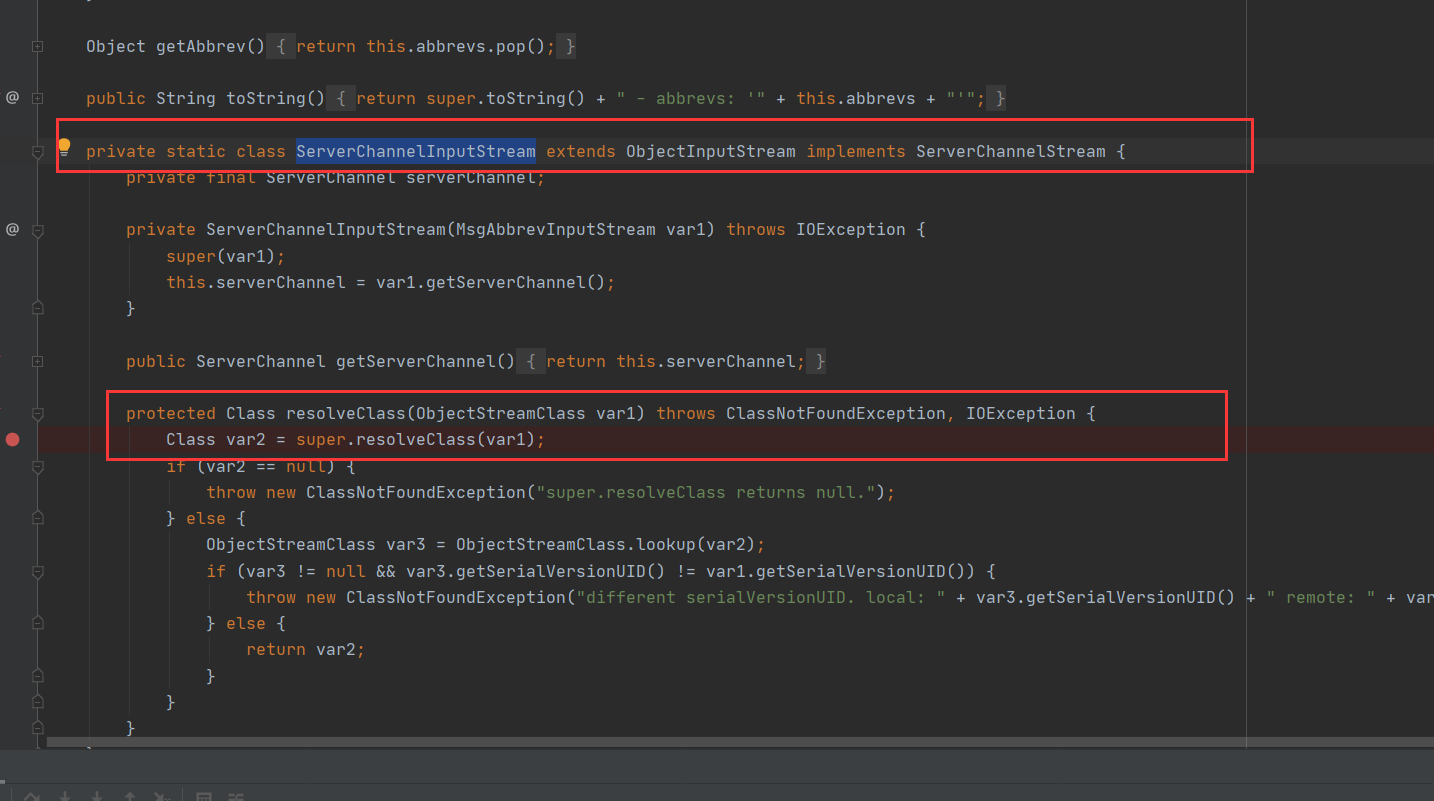 Object getAbbrev() { return this.abbrevs.pop(); }
@ public String toString() { return super.toString() + " - abbrevs: '" + this.abbrevs + "'"; }
private static class ServerChannelInputStream extends ObjectInputStream implements ServerChannelStream {
private final ServerChannel serverChannel;
@ private ServerChannelInputStream(MsgAbbrevInputStream var1) throws IOException {
super(var1);
this.serverChannel = var1.getServerChannel();
}
public ServerChannel getServerChannel() { return this.serverChannel; }
protected Class resolveClass(ObjectStreamClass var1) throws ClassNotFoundException, IOException {
Class var2 = super.resolveClass(var1);
if (var2 == null) {
throw new ClassNotFoundException("super.resolveClass returns null.");
} else {
ObjectStreamClass var3 = ObjectStreamClass.lookup(var2);
if (var3 != null && var3.getSerialVersionUID() != var1.getSerialVersionUID()) {
throw new ClassNotFoundException("different serialVersionUID. local: " + var3.getSerialVersionUID() + " remote: " + var
} else {
return var2;
}
}
}